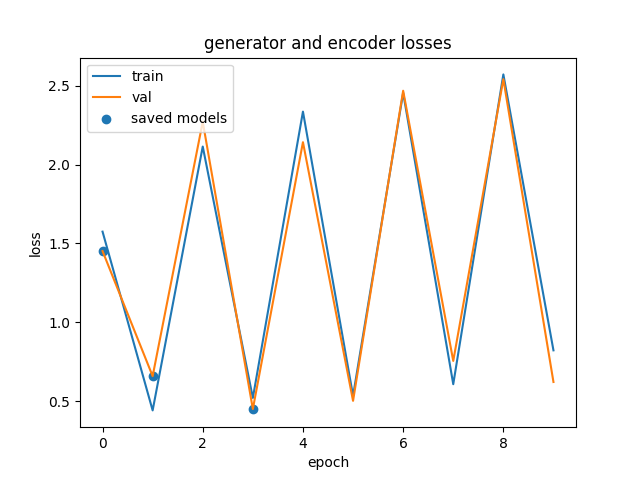 generator and encoder losses
train
val
saved models
2.5
2.0
1.5
1.0
0.5
loss
0 2 4 6 8
epoch